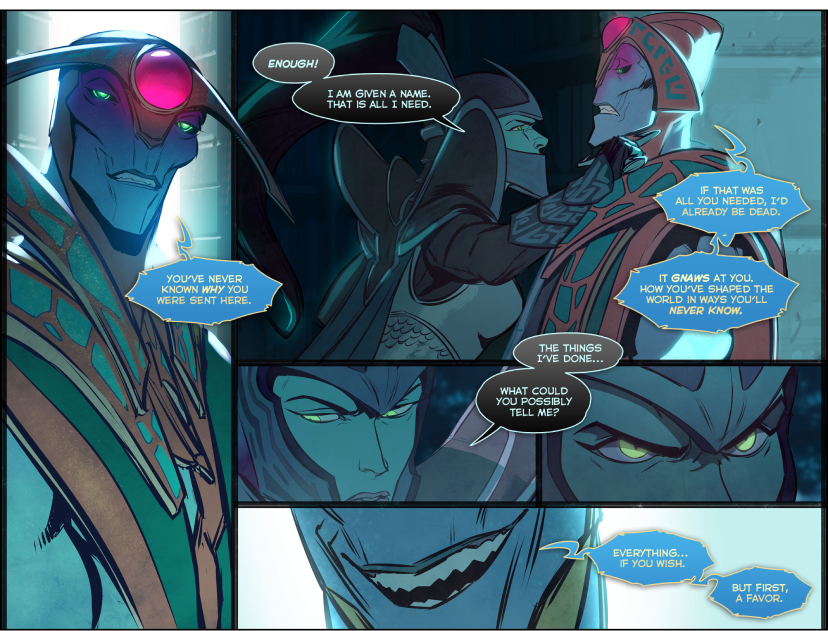 YOU'VE NEVER
KNOWN WHY YOU
WERE SENT HERE.
ENOUGH!
I AM GIVEN A NAME.
THAT IS ALL I NEED.
IF THAT WAS
ALL YOU NEEDED, I'D
ALREADY BE DEAD.
IT GNAWS AT YOU.
HOW YOU'VE SHAPED THE
WORLD IN WAYS YOU'LL
NEVER KNOW.
THE THINGS
I'VE DONE...
WHAT COULD
YOU POSSIBLY
TELL ME?
EVERYTHING...
IF YOU WISH.
BUT FIRST,
A FAVOR.